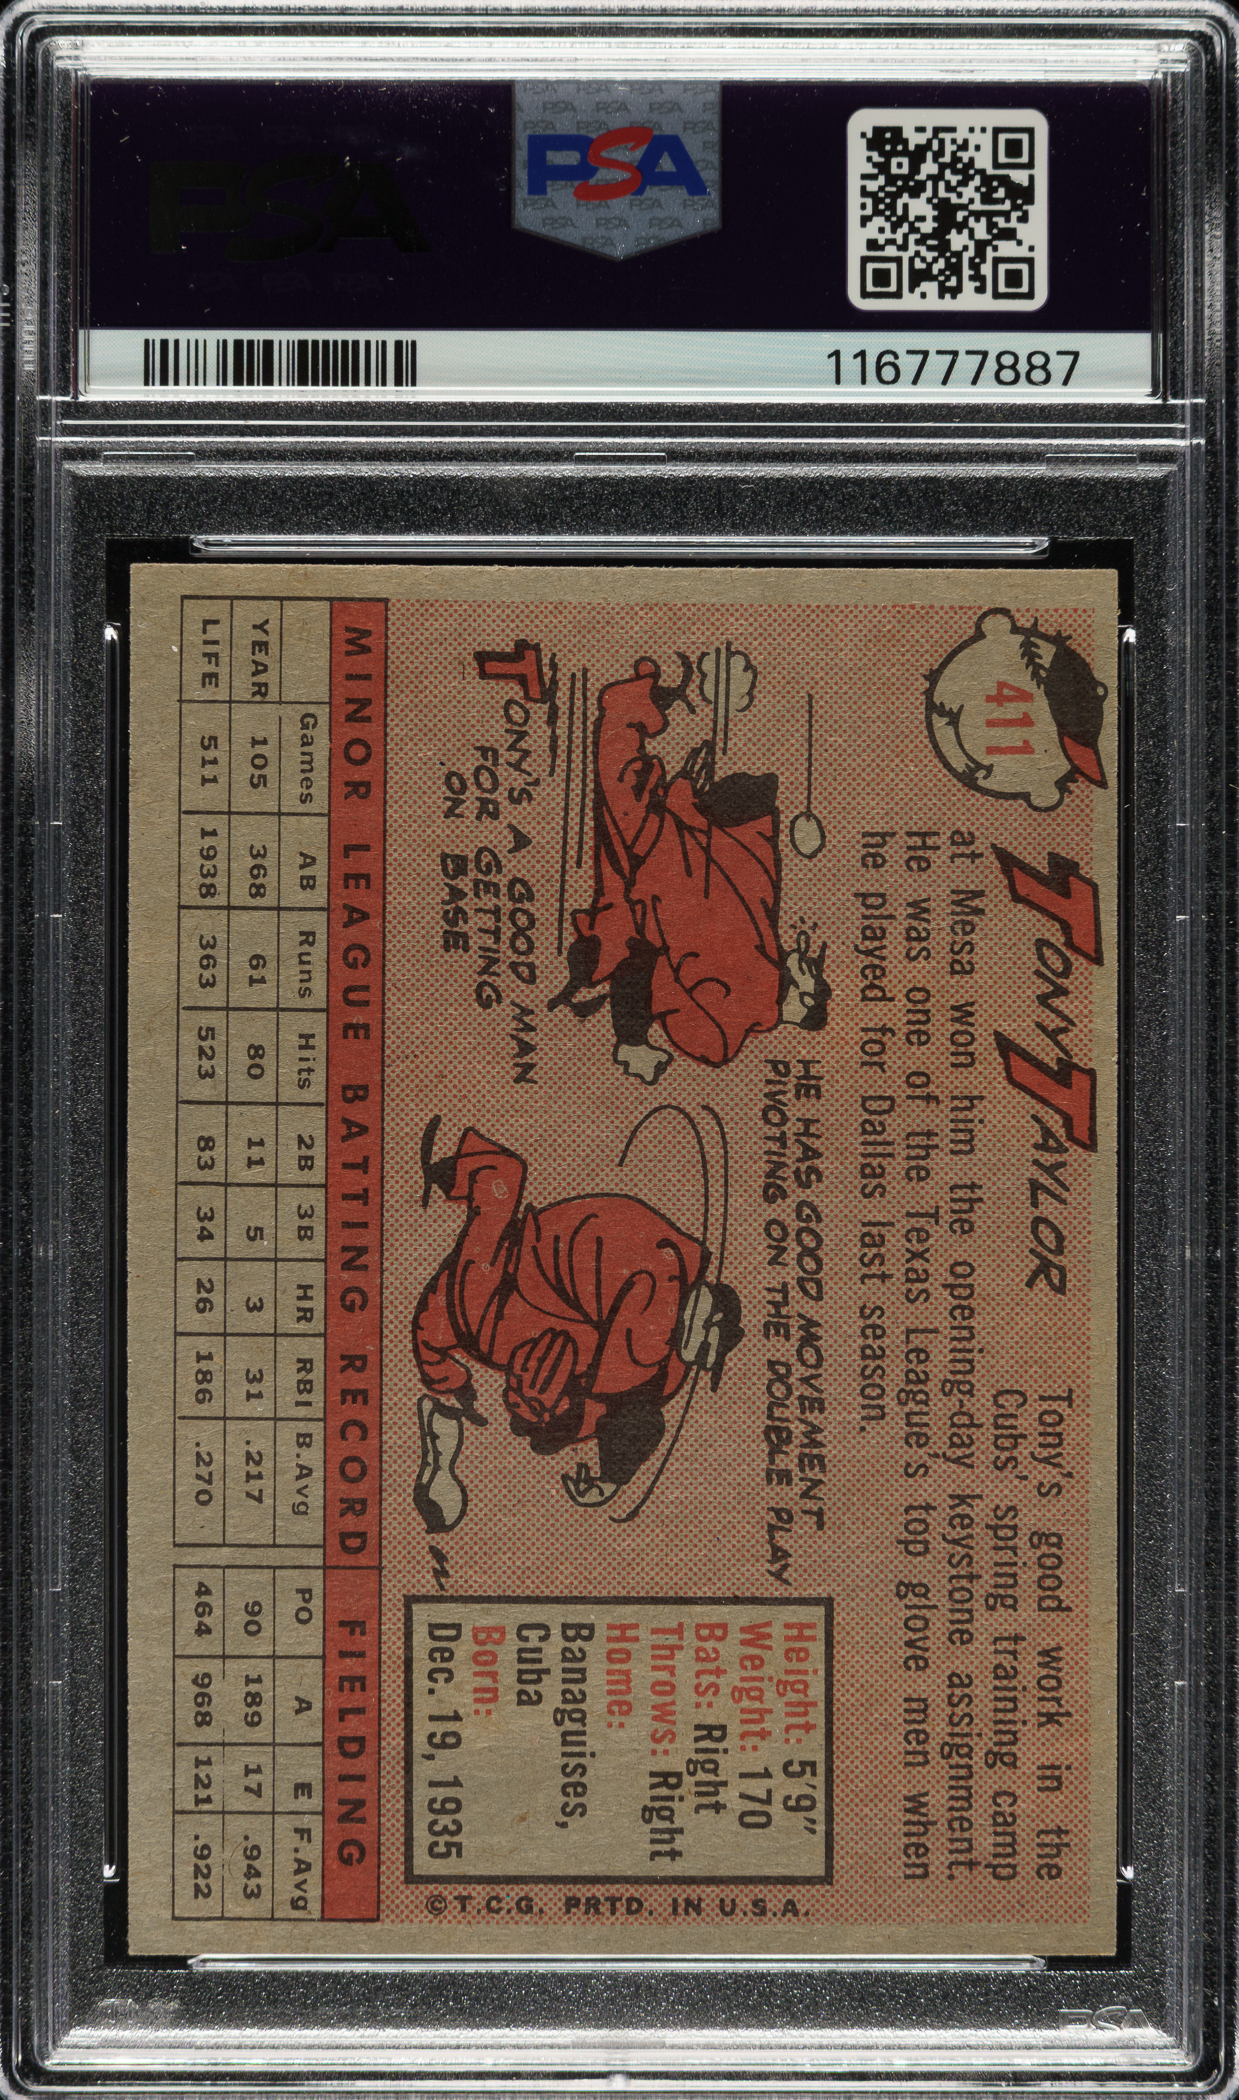 PSA
116777887
411
TONY TAYLOR
Tony's good work in the
Cubs' spring training camp
at Mesa won him the opening-day keystone assignment.
He was one of the Texas League's top glove men when
he played for Dallas last season.
HE HAS GOOD MOVEMENT
PIVOTING ON THE DOUBLE PLAY
TONY'S A GOOD MAN
FOR GETTING
ON BASE
Height: 5'9"
Weight: 170
Bats: Right
Throws: Right
Home:
Banaguises,
Cuba
Born:
Dec. 19, 1935
© T.C.G. PRTD. IN U.S.A.
MINOR LEAGUE BATTING RECORD FIELDING
Games AB Runs Hits 2B 3B HR RBI B.Avg PO A E F.Avg
YEAR 105 368 61 80 11 5 3 31 .217 90 189 17 .943
LIFE 511 1938 363 523 83 34 26 186 .270 464 968 121 .922
PSA